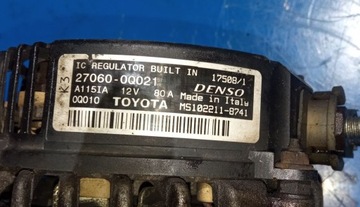 IC REGULATOR BUILT IN 17508/1
27060-0Q021 DENSO
A115IA 12V 80A Made in Italy
0Q010 TOYOTA MS102211-8741
K3